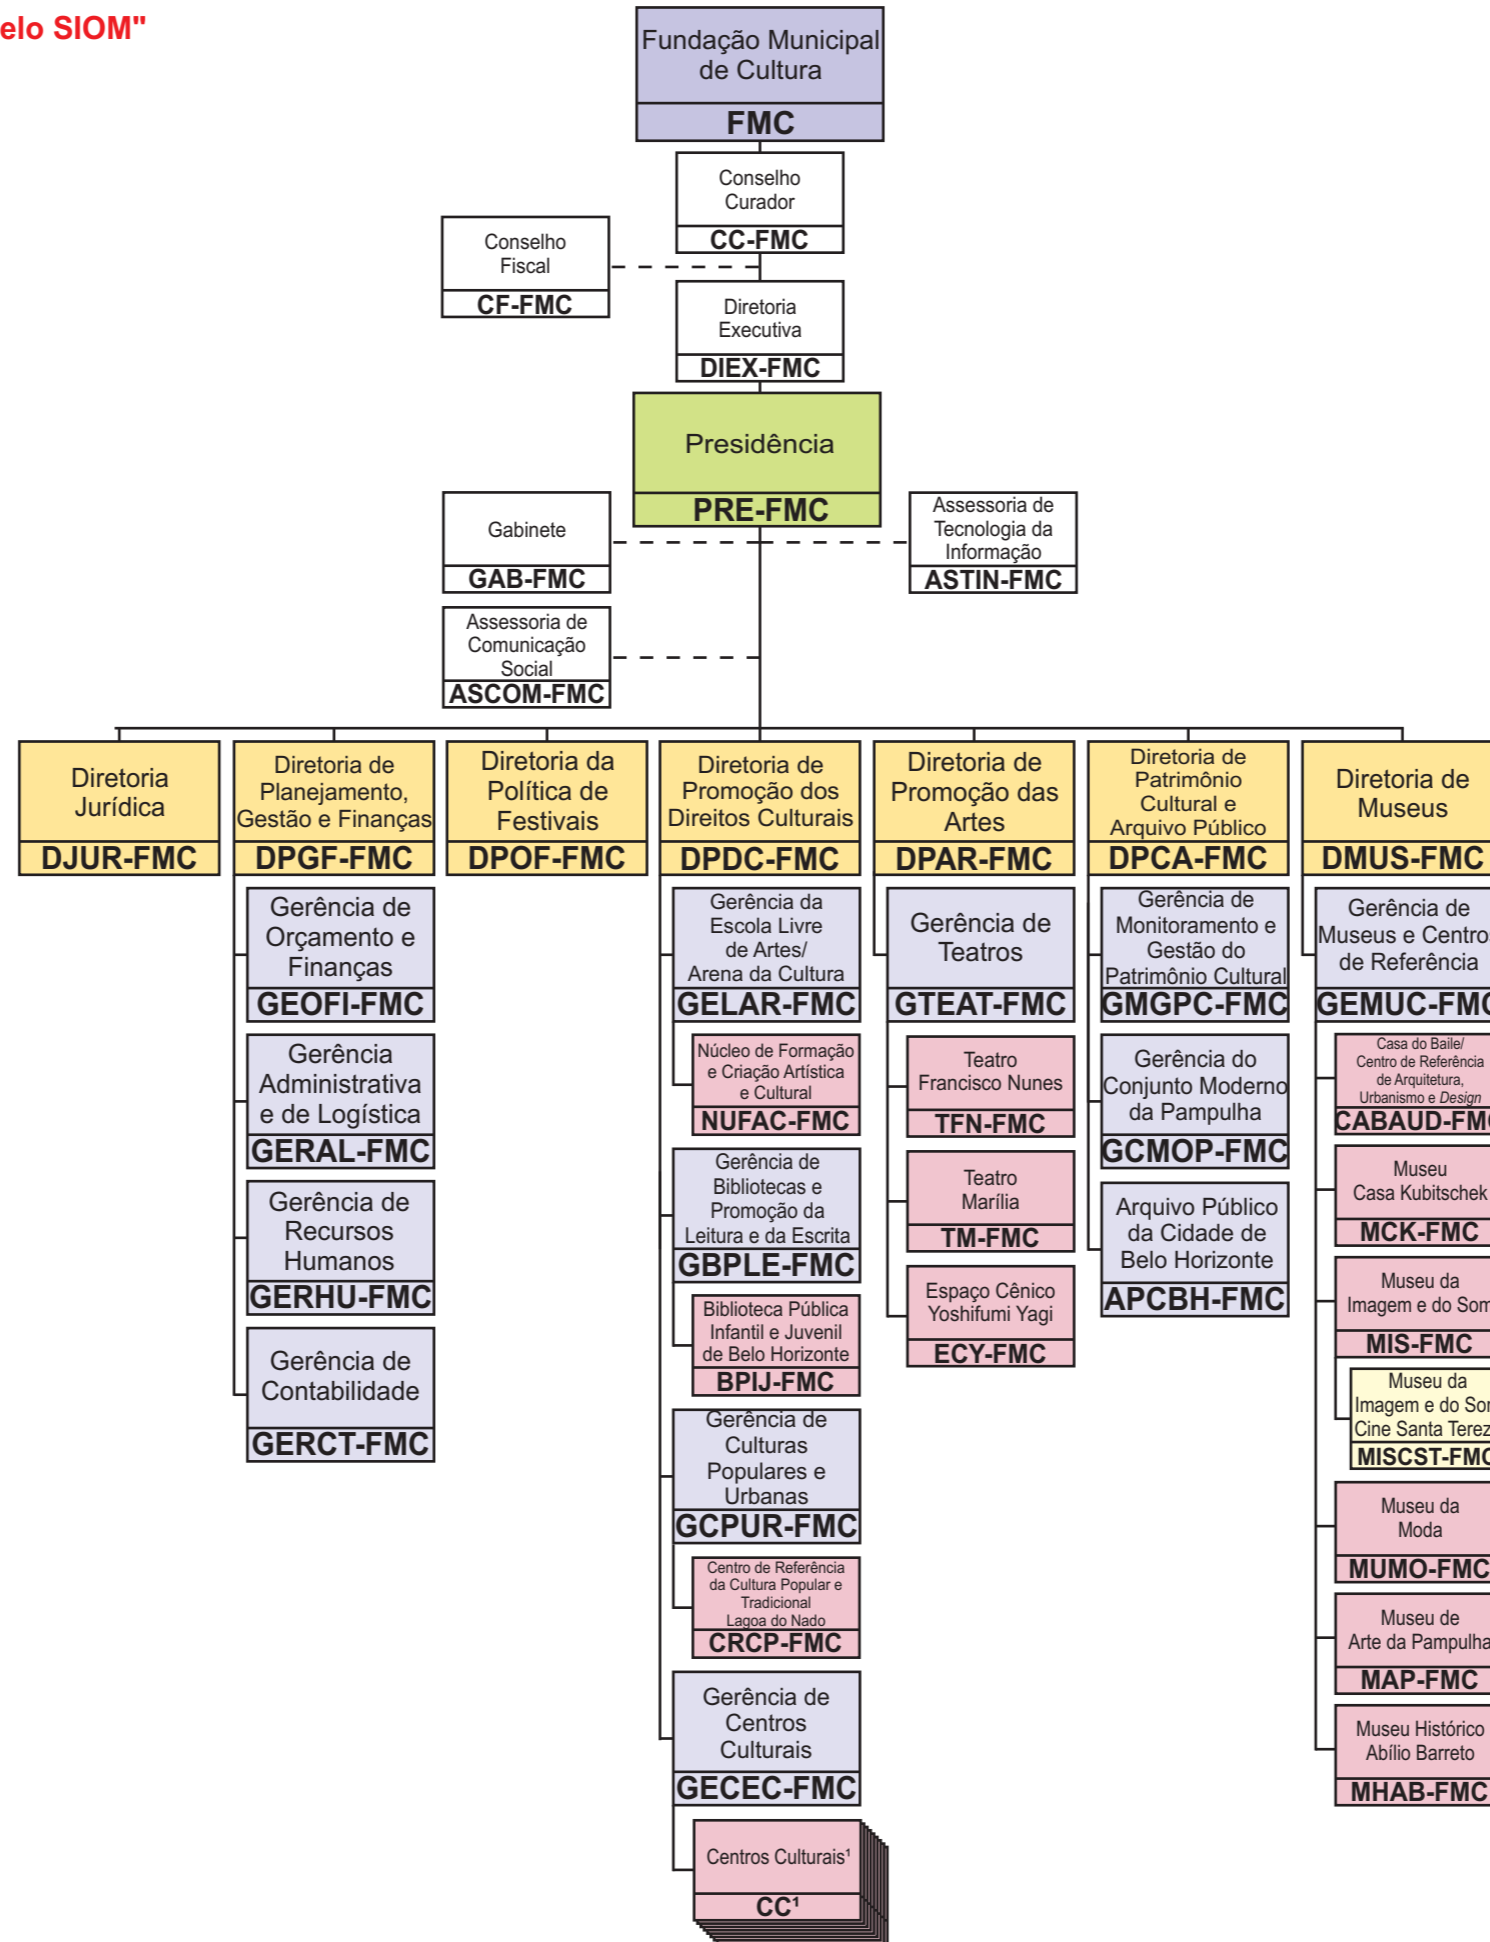 elo SIOM"
Fundação Municipal
de Cultura
FMC
Conselho
Curador
CC-FMC
Conselho
Fiscal
CF-FMC
Diretoria
Executiva
DIEX-FMC
Presidência
PRE-FMC
Gabinete
GAB-FMC
Assessoria de
Tecnologia da
Informação
ASTIN-FMC
Assessoria de
Comunicação
Social
ASCOM-FMC
Diretoria
Jurídica
DJUR-FMC
Diretoria de
Planejamento,
Gestão e Finanças
DPGF-FMC
Gerência de
Orçamento e
Finanças
GEOFI-FMC
Gerência
Administrativa
e de Logística
GERAL-FMC
Gerência de
Recursos
Humanos
GERHU-FMC
Gerência de
Contabilidade
GERCT-FMC
Diretoria da
Política de
Festivais
DPOF-FMC
Diretoria de
Promoção dos
Direitos Culturais
DPDC-FMC
Gerência da
Escola Livre
de Artes/
Arena da Cultura
GELAR-FMC
Núcleo de Formação
e Criação Artística
e Cultural
NUFAC-FMC
Gerência de
Bibliotecas e
Promoção da
Leitura e da Escrita
GBPLE-FMC
Biblioteca Pública
Infantil e Juvenil
de Belo Horizonte
BPIJ-FMC
Gerência de
Culturas
Populares e
Urbanas
GCPUR-FMC
Centro de Referência
da Cultura Popular e
Tradicional
Lagoa do Nado
CRCP-FMC
Gerência de
Centros
Culturais
GECEC-FMC
Centros Culturais¹
CC¹
Diretoria de
Promoção das
Artes
DPAR-FMC
Gerência de
Teatros
GTEAT-FMC
Teatro
Francisco Nunes
TFN-FMC
Teatro
Marília
TM-FMC
Espaço Cênico
Yoshifumi Yagi
ECY-FMC
Diretoria de
Patrimônio
Cultural e
Arquivo Público
DPCA-FMC
Gerência de
Monitoramento e
Gestão do
Patrimônio Cultural
GMGPC-FMC
Gerência do
Conjunto Moderno
da Pampulha
GCMOP-FMC
Arquivo Público
da Cidade de
Belo Horizonte
APCBH-FMC
Diretoria de
Museus
DMUS-FMC
Gerência de
Museus e Centros
de Referência
GEMUC-FMC
Casa do Baile/
Centro de Referência
de Arquitetura,
Urbanismo e Design
CABAUD-FMC
Museu
Casa Kubitschek
MCK-FMC
Museu da
Imagem e do Som
MIS-FMC
Museu da
Imagem e do Som
Cine Santa Terez
MISCST-FMC
Museu da
Moda
MUMO-FMC
Museu de
Arte da Pampulha
MAP-FMC
Museu Histórico
Abílio Barreto
MHAB-FMC